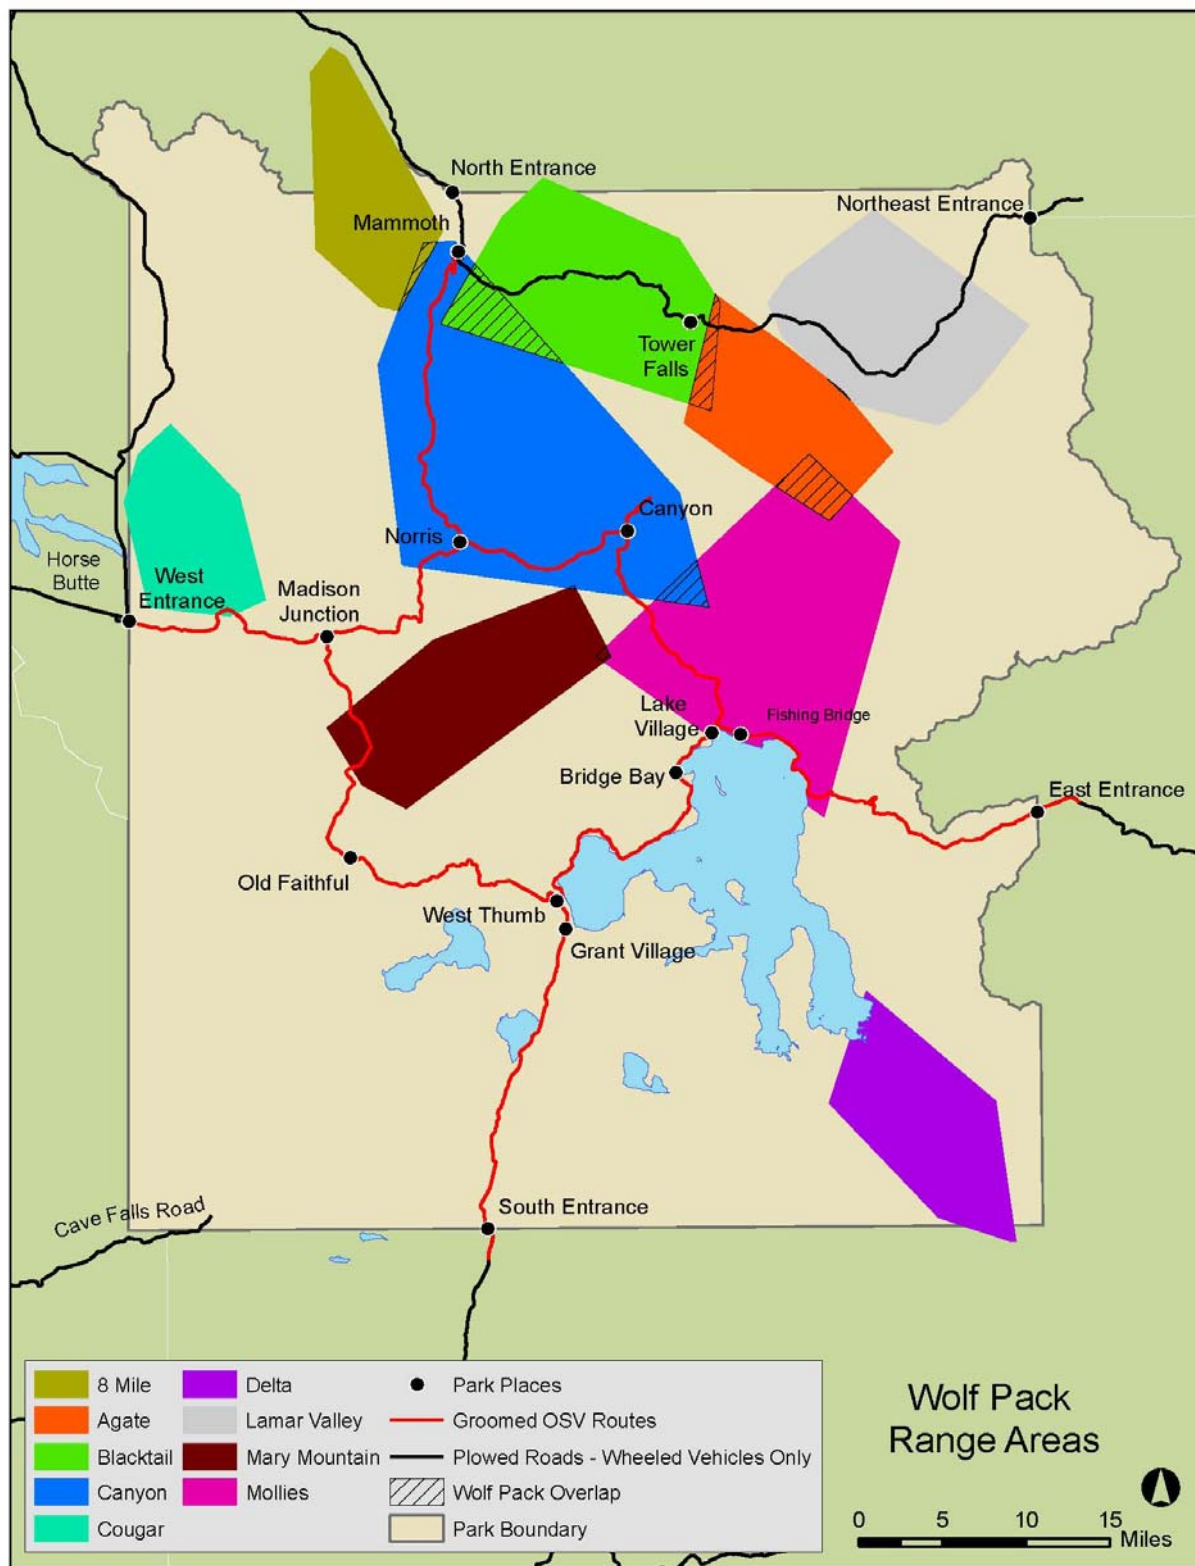 North Entrance
Northeast Entrance
Mammoth
Tower
Falls
Canyon
Norris
Horse
Butte
West
Entrance
Madison
Junction
Lake
Village
Fishing Bridge
Bridge Bay
East Entrance
Old Faithful
West Thumb
Grant Village
Cave Falls Road
South Entrance
8 Mile
Agate
Blacktail
Canyon
Cougar
Delta
Lamar Valley
Mary Mountain
Mollies
Park Places
Groomed OSV Routes
Plowed Roads - Wheeled Vehicles Only
Wolf Pack Overlap
Park Boundary
Wolf Pack
Range Areas
0 5 10 15
Miles